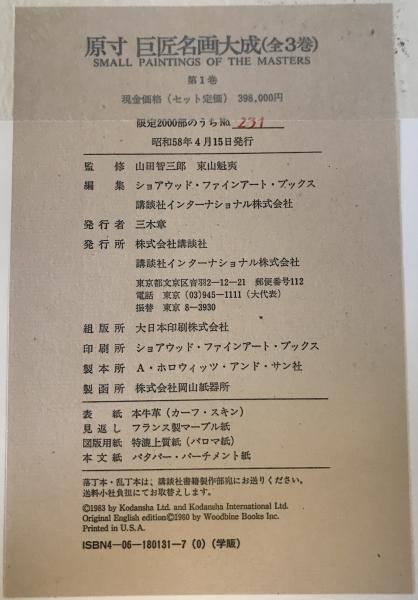 原寸 巨匠名画大成(全3巻)
SMALL PAINTINGS OF THE MASTERS
第1巻
現金価格（セット定価） 398,000円
限定2000部のうちNo. 231
昭和58年4月15日発行
監修 山田智三郎 東山魁夷
編集 ショアウッド・ファインアート・ブックス
講談社インターナショナル株式会社
発行者 三木章
発行所 株式会社講談社
講談社インターナショナル株式会社
東京都文京区音羽2―12―21 郵便番号112
電話 東京 (03)945―1111（大代表）
振替 東京 8―3930
組版所 大日本印刷株式会社
印刷所 ショアウッド・ファインアート・ブックス
製本所 A・ホロウィッツ・アンド・サン社
製函所 株式会社岡山紙器所
表紙 本牛革（カーフ・スキン）
見返し フランス製マーブル紙
図版用紙 特漉上質紙（パロマ紙）
本文紙 パタパー・パーチメント紙
落丁本・乱丁本は、講談社書籍製作部宛にお送りください。
送料小社負担にてお取替えします。
©1983 by Kodansha Ltd. and Kodansha International Ltd.
Original English edition©1980 by Woodbine Books Inc.
Printed in U.S.A.
ISBN4―06―180131―7 (0) (学版)